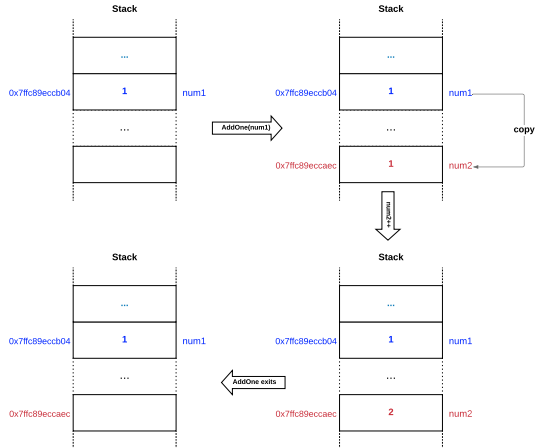 Stack
Stack
...
...
0x7ffc89eccb04 1 num1
0x7ffc89eccb04 1 num1
copy
...
...
AddOne(num1)
0x7ffc89eccaec 1 num2
num2++
Stack
Stack
...
...
0x7ffc89eccb04 1 num1
0x7ffc89eccb04 1 num1
...
...
AddOne exits
0x7ffc89eccaec
0x7ffc89eccaec 2 num2